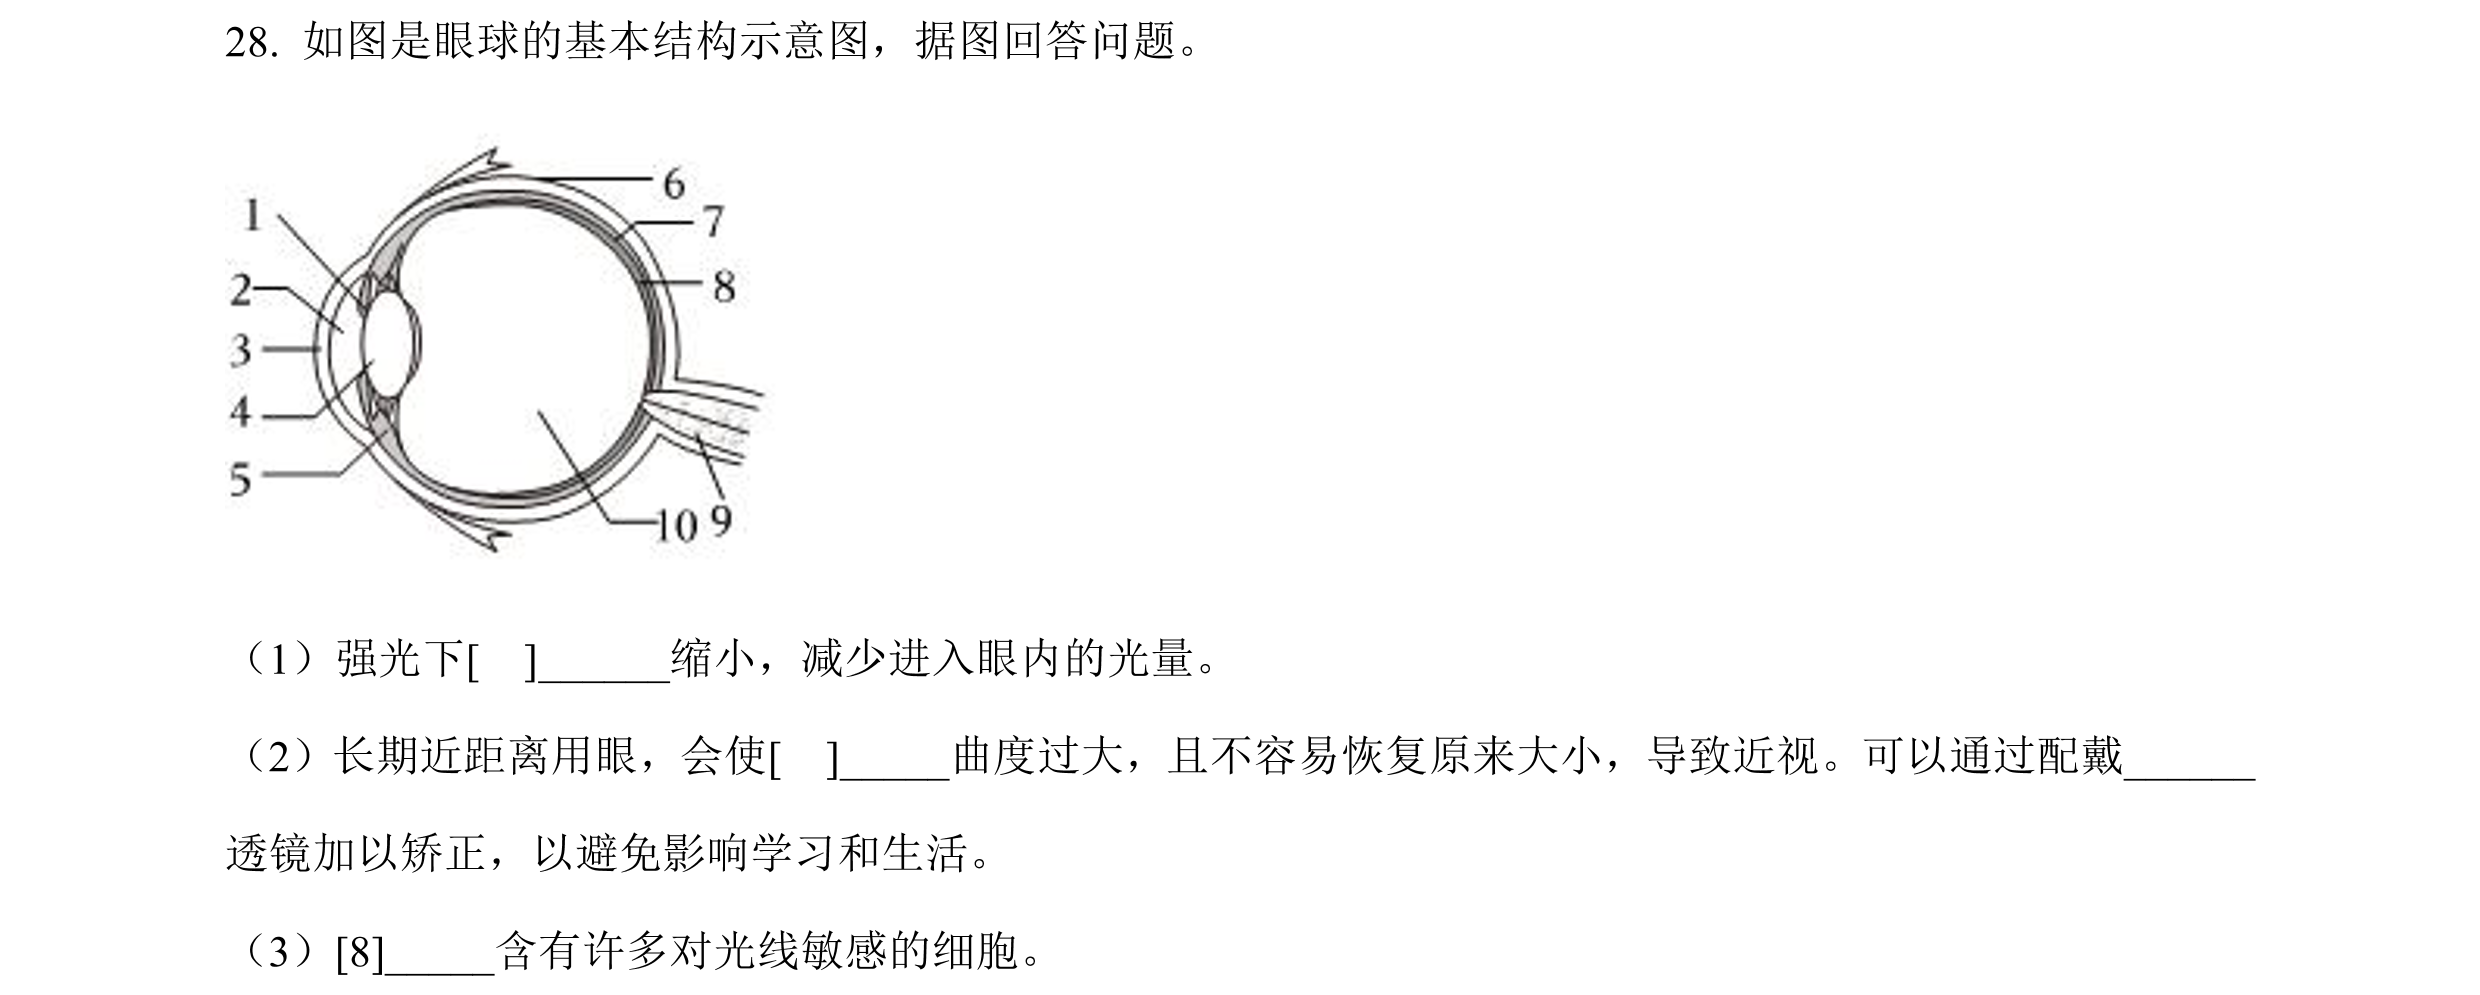 28. 如图是眼球的基本结构示意图，据图回答问题。
1
2
3
4
5
6
7
8
10 9
（1）强光下[ ]______缩小，减少进入眼内的光量。
（2）长期近距离用眼，会使[ ]_____曲度过大，且不容易恢复原来大小，导致近视。可以通过配戴______
透镜加以矫正，以避免影响学习和生活。
（3）[8]_____含有许多对光线敏感的细胞。